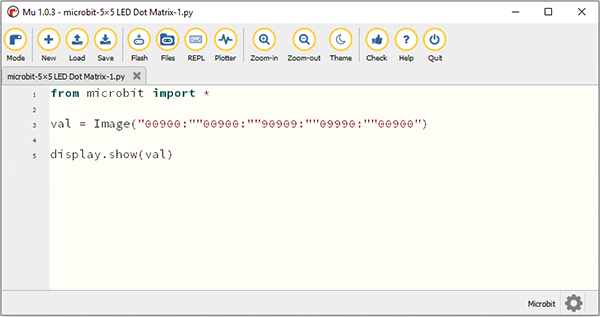 Mu 1.0.3 - microbit-5×5 LED Dot Matrix-1.py
Mode New Load Save Flash Files REPL Plotter Zoom-in Zoom-out Theme Check Help Quit
microbit-5×5 LED Dot Matrix-1.py
1 from microbit import *
2
3 val = Image("00900:""00900:""90909:""09990:""00900")
4
5 display.show(val)
Microbit